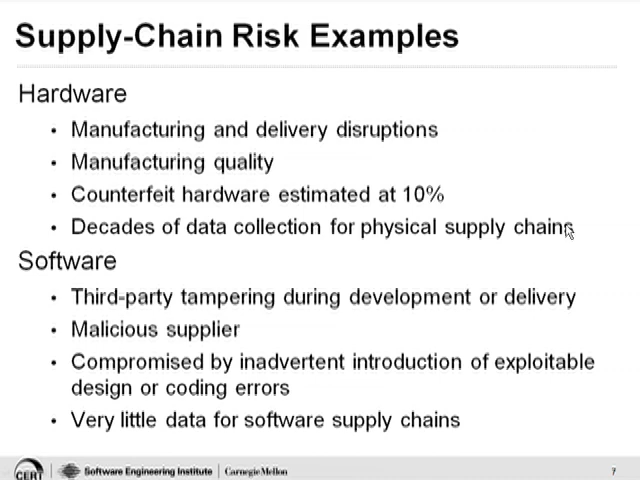 Supply-Chain Risk Examples
Hardware
• Manufacturing and delivery disruptions
• Manufacturing quality
• Counterfeit hardware estimated at 10%
• Decades of data collection for physical supply chains
Software
• Third-party tampering during development or delivery
• Malicious supplier
• Compromised by inadvertent introduction of exploitable
design or coding errors
• Very little data for software supply chains
CERT | Software Engineering Institute | Carnegie Mellon 7